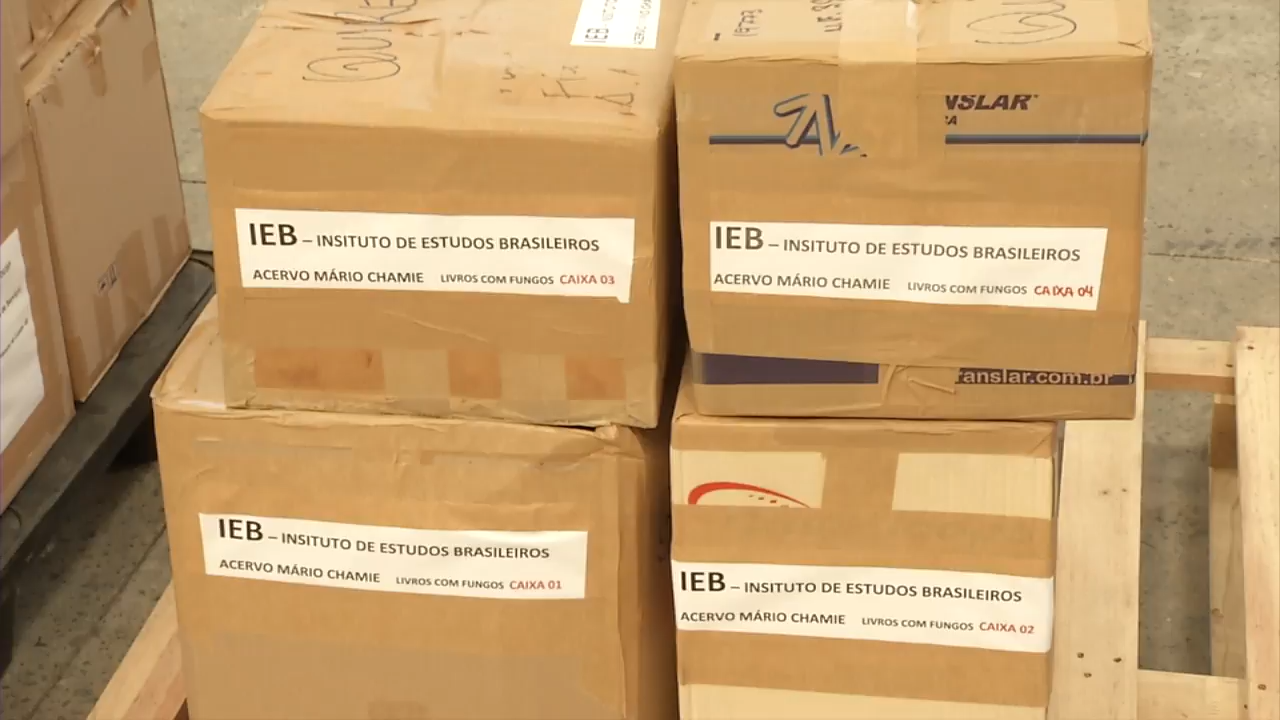 IEB
IEB – INSITUTO DE ESTUDOS BRASILEIROS
ACERVO MÁRIO CHAMIE LIVROS COM FUNGOS CAIXA 03
NSLAR
IEB – INSITUTO DE ESTUDOS BRASILEIROS
ACERVO MÁRIO CHAMIE LIVROS COM FUNGOS CAIXA 04
ranslar.com.br
IEB – INSITUTO DE ESTUDOS BRASILEIROS
ACERVO MÁRIO CHAMIE LIVROS COM FUNGOS CAIXA 01
IEB – INSITUTO DE ESTUDOS BRASILEIROS
ACERVO MÁRIO CHAMIE LIVROS COM FUNGOS CAIXA 02